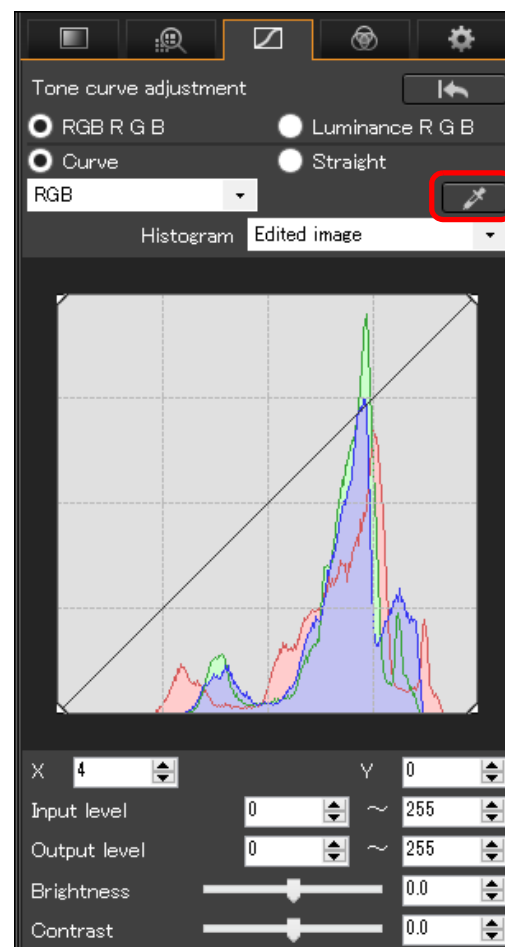 Tone curve adjustment
RGB R G B Luminance R G B
Curve Straight
RGB
Histogram Edited image
X 4 Y 0
Input level 0 ~ 255
Output level 0 ~ 255
Brightness 0.0
Contrast 0.0